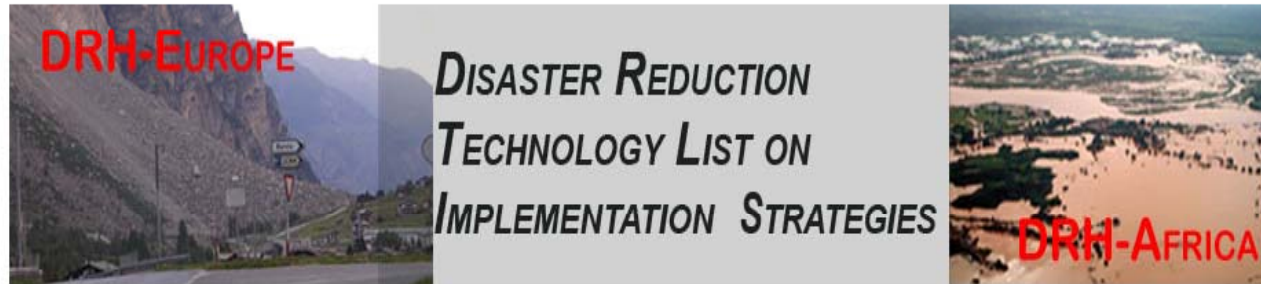 DRH-EUROPE
DISASTER REDUCTION
TECHNOLOGY LIST ON
IMPLEMENTATION STRATEGIES
DRH-AFRICA